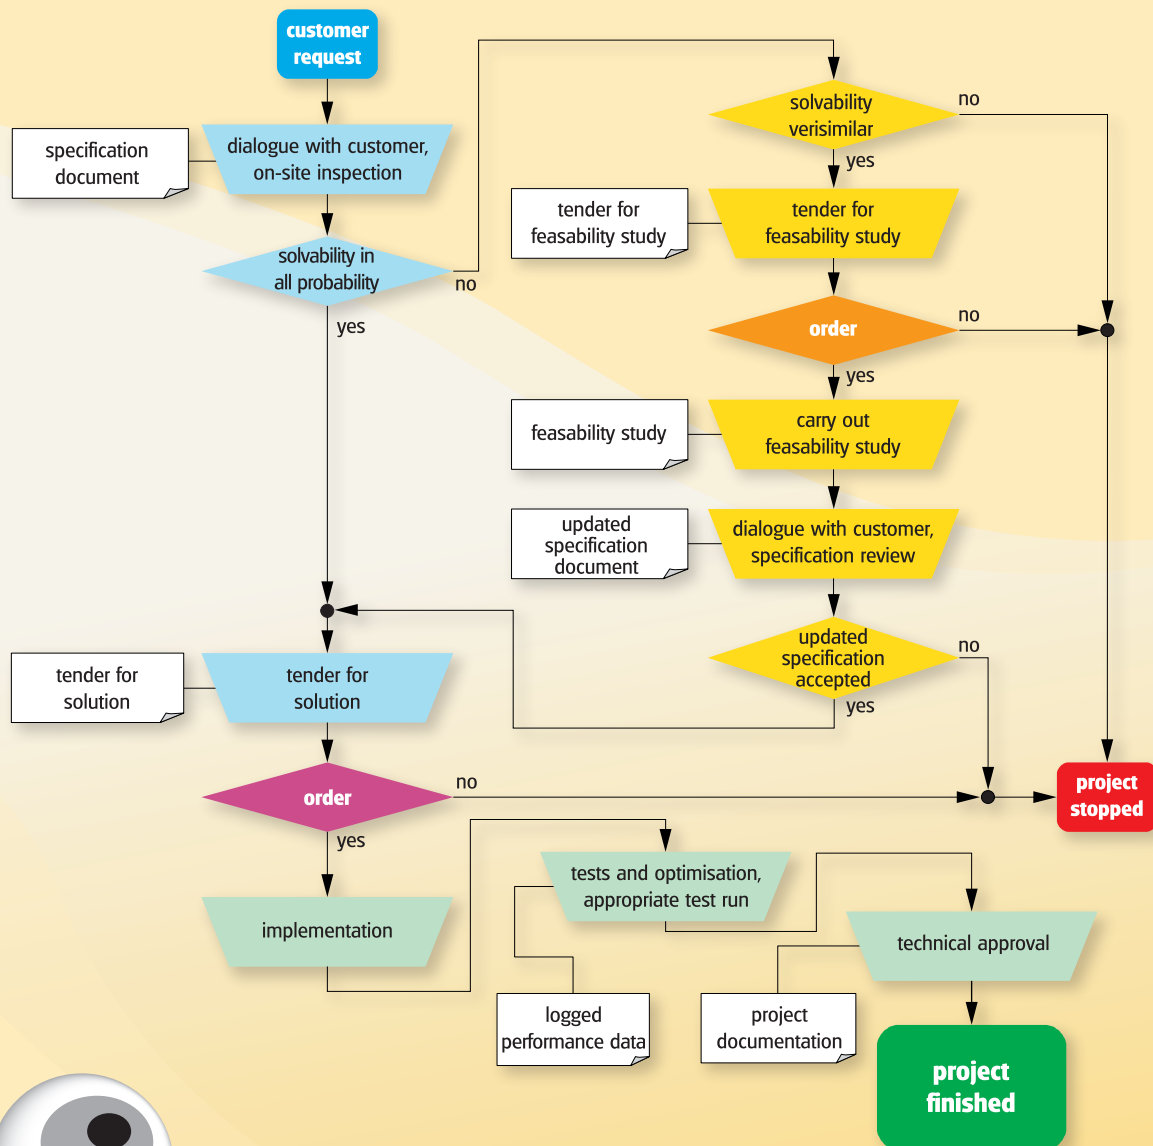 customer
request
specification
document
dialogue with customer,
on-site inspection
solvability in
all probability
no
yes
solvability
verisimilar
no
yes
tender for
feasability study
tender for
feasability study
order
no
yes
feasability study
carry out
feasability study
updated
specification
document
dialogue with customer,
specification review
updated
specification
accepted
no
yes
tender for
solution
tender for
solution
order
no
yes
project
stopped
implementation
tests and optimisation,
appropriate test run
technical approval
logged
performance data
project
documentation
project
finished